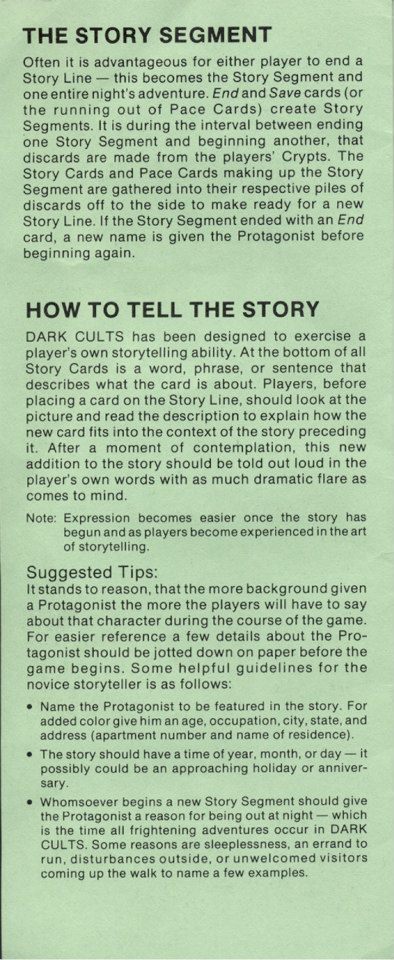 THE STORY SEGMENT
Often it is advantageous for either player to end a
Story Line — this becomes the Story Segment and
one entire night's adventure. End and Save cards (or
the running out of Pace Cards) create Story
Segments. It is during the interval between ending
one Story Segment and beginning another, that
discards are made from the players' Crypts. The
Story Cards and Pace Cards making up the Story
Segment are gathered into their respective piles of
discards off to the side to make ready for a new
Story Line. If the Story Segment ended with an End
card, a new name is given the Protagonist before
beginning again.
HOW TO TELL THE STORY
DARK CULTS has been designed to exercise a
player's own storytelling ability. At the bottom of all
Story Cards is a word, phrase, or sentence that
describes what the card is about. Players, before
placing a card on the Story Line, should look at the
picture and read the description to explain how the
new card fits into the context of the story preceding
it. After a moment of contemplation, this new
addition to the story should be told out loud in the
player's own words with as much dramatic flare as
comes to mind.
Note: Expression becomes easier once the story has
begun and as players become experienced in the art
of storytelling.
Suggested Tips:
It stands to reason, that the more background given
a Protagonist the more the players will have to say
about that character during the course of the game.
For easier reference a few details about the Pro-
tagonist should be jotted down on paper before the
game begins. Some helpful guidelines for the
novice storyteller is as follows:
• Name the Protagonist to be featured in the story. For
added color give him an age, occupation, city, state, and
address (apartment number and name of residence).
• The story should have a time of year, month, or day — it
possibly could be an approaching holiday or anniver-
sary.
• Whomsoever begins a new Story Segment should give
the Protagonist a reason for being out at night — which
is the time all frightening adventures occur in DARK
CULTS. Some reasons are sleeplessness, an errand to
run, disturbances outside, or unwelcomed visitors
coming up the walk to name a few examples.